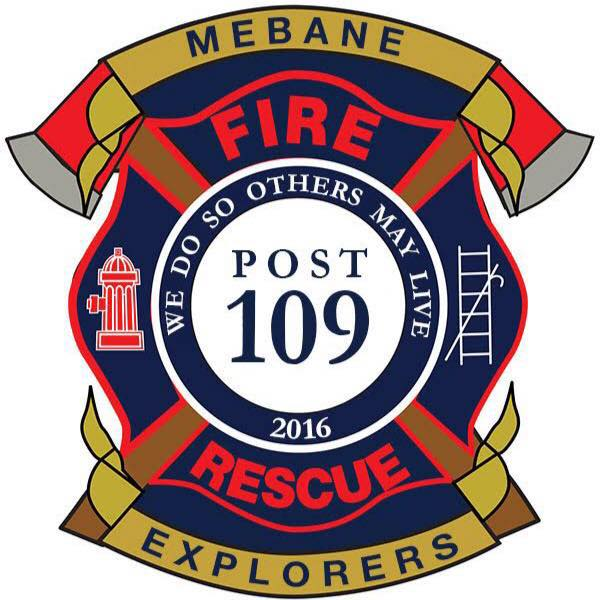 MEBANE
FIRE
WE DO SO OTHERS MAY LIVE
POST
109
2016
RESCUE
EXPLORERS